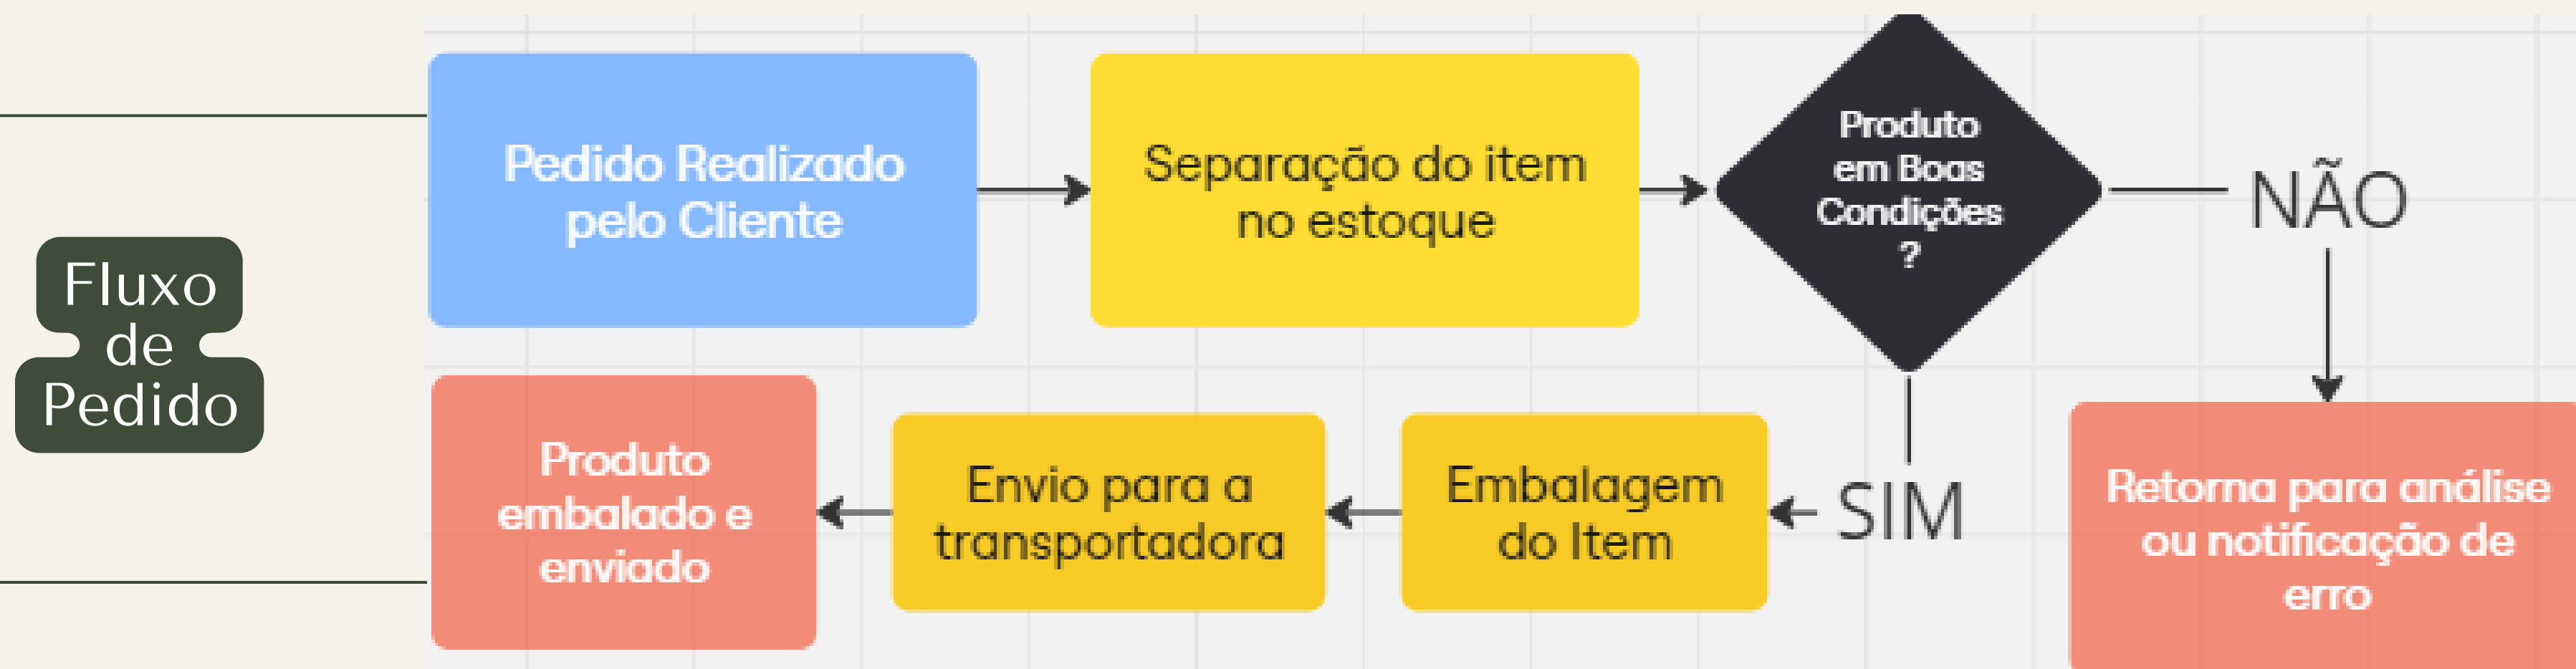 Fluxo
de
Pedido
Pedido Realizado
pelo Cliente
Separação do item
no estoque
Produto
em Boas
Condições
?
NÃO
Retorna para análise
ou notificação de
erro
SIM
Embalagem
do Item
Envio para a
transportadora
Produto
embalado e
enviado